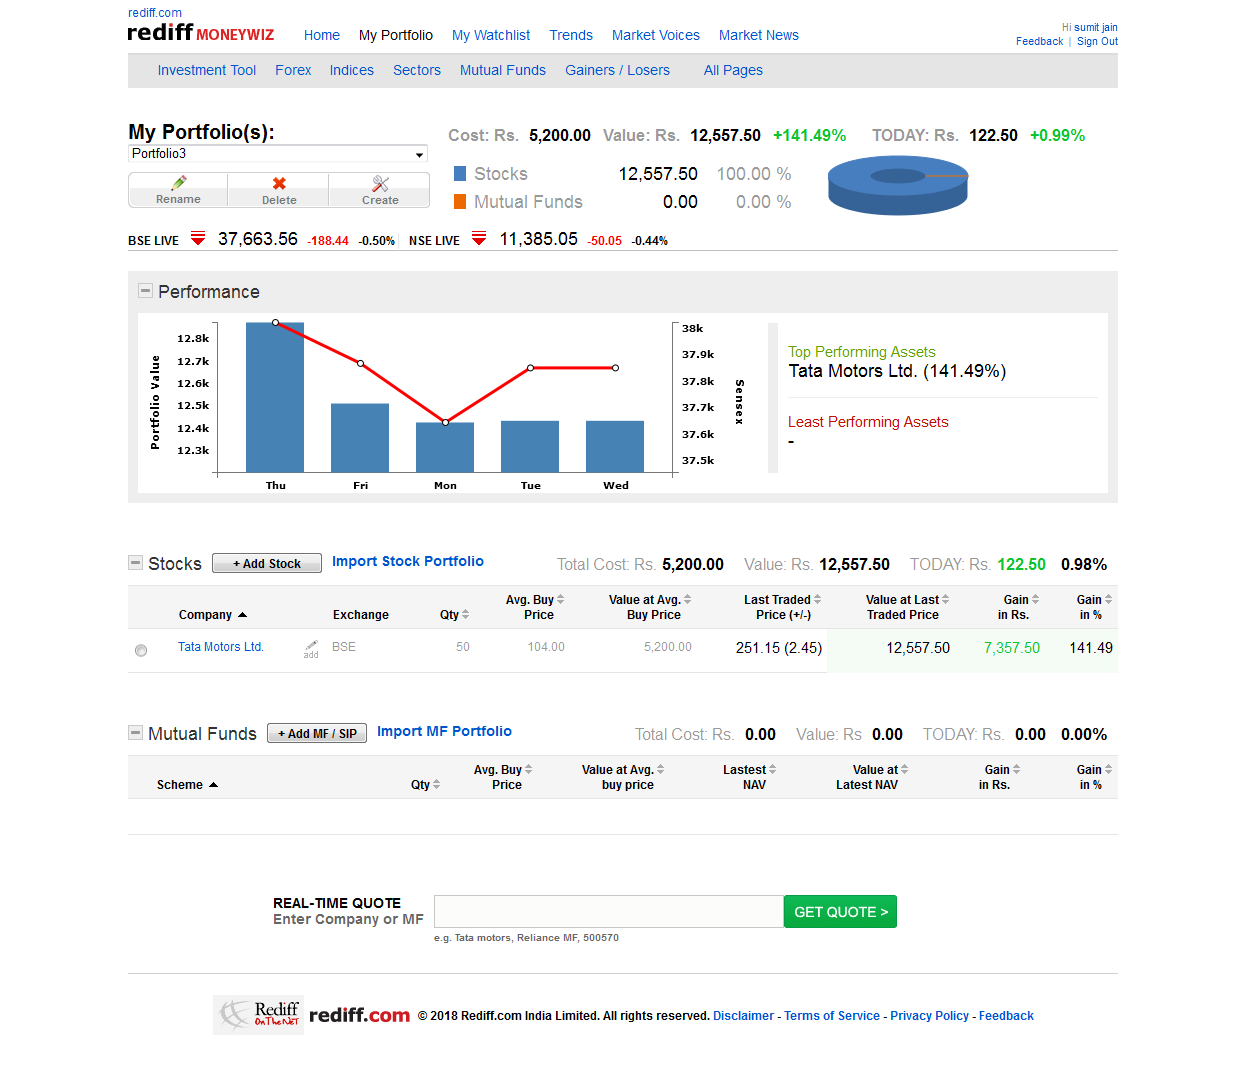 rediff.com
rediff MONEYWIZ Home My Portfolio My Watchlist Trends Market Voices Market News
Hi sumit jain
Feedback | Sign Out
Investment Tool Forex Indices Sectors Mutual Funds Gainers / Losers All Pages
My Portfolio(s):
Portfolio3
Rename Delete Create
Cost: Rs. 5,200.00 Value: Rs. 12,557.50 +141.49% TODAY: Rs. 122.50 +0.99%
Stocks 12,557.50 100.00 %
Mutual Funds 0.00 0.00 %
BSE LIVE 37,663.56 -188.44 -0.50% NSE LIVE 11,385.05 -50.05 -0.44%
Performance
Portfolio Value
12.8k
12.7k
12.6k
12.5k
12.4k
12.3k
Thu Fri Mon Tue Wed
38k
37.9k
37.8k
37.7k
37.6k
37.5k
Sensex
Top Performing Assets
Tata Motors Ltd. (141.49%)
Least Performing Assets
-
Stocks + Add Stock Import Stock Portfolio Total Cost: Rs. 5,200.00 Value: Rs. 12,557.50 TODAY: Rs. 122.50 0.98%
Company Exchange Qty Avg. Buy Price Value at Avg. Buy Price Last Traded Price (+/-) Value at Last Traded Price Gain in Rs. Gain in %
Tata Motors Ltd. add BSE 50 104.00 5,200.00 251.15 (2.45) 12,557.50 7,357.50 141.49
Mutual Funds + Add MF / SIP Import MF Portfolio Total Cost: Rs. 0.00 Value: Rs 0.00 TODAY: Rs. 0.00 0.00%
Scheme Qty Avg. Buy Price Value at Avg. buy price Lastest NAV Value at Latest NAV Gain in Rs. Gain in %
REAL-TIME QUOTE
Enter Company or MF
GET QUOTE >
e.g. Tata motors, Reliance MF, 500570
Rediff On The NeT rediff.com © 2018 Rediff.com India Limited. All rights reserved. Disclaimer - Terms of Service - Privacy Policy - Feedback